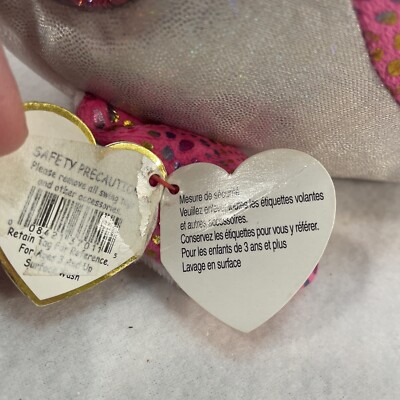 SAFETY PRECAUTION
Please remove all swing
and other accessories.
Retain Tag For Reference.
For Ages 3 and Up
Surface Wash
Mesure de sécurité
Veuillez enlever toutes les étiquettes volantes
et autres accessoires.
Conservez les étiquettes pour vous y référer.
Pour les enfants de 3 ans et plus
Lavage en surface